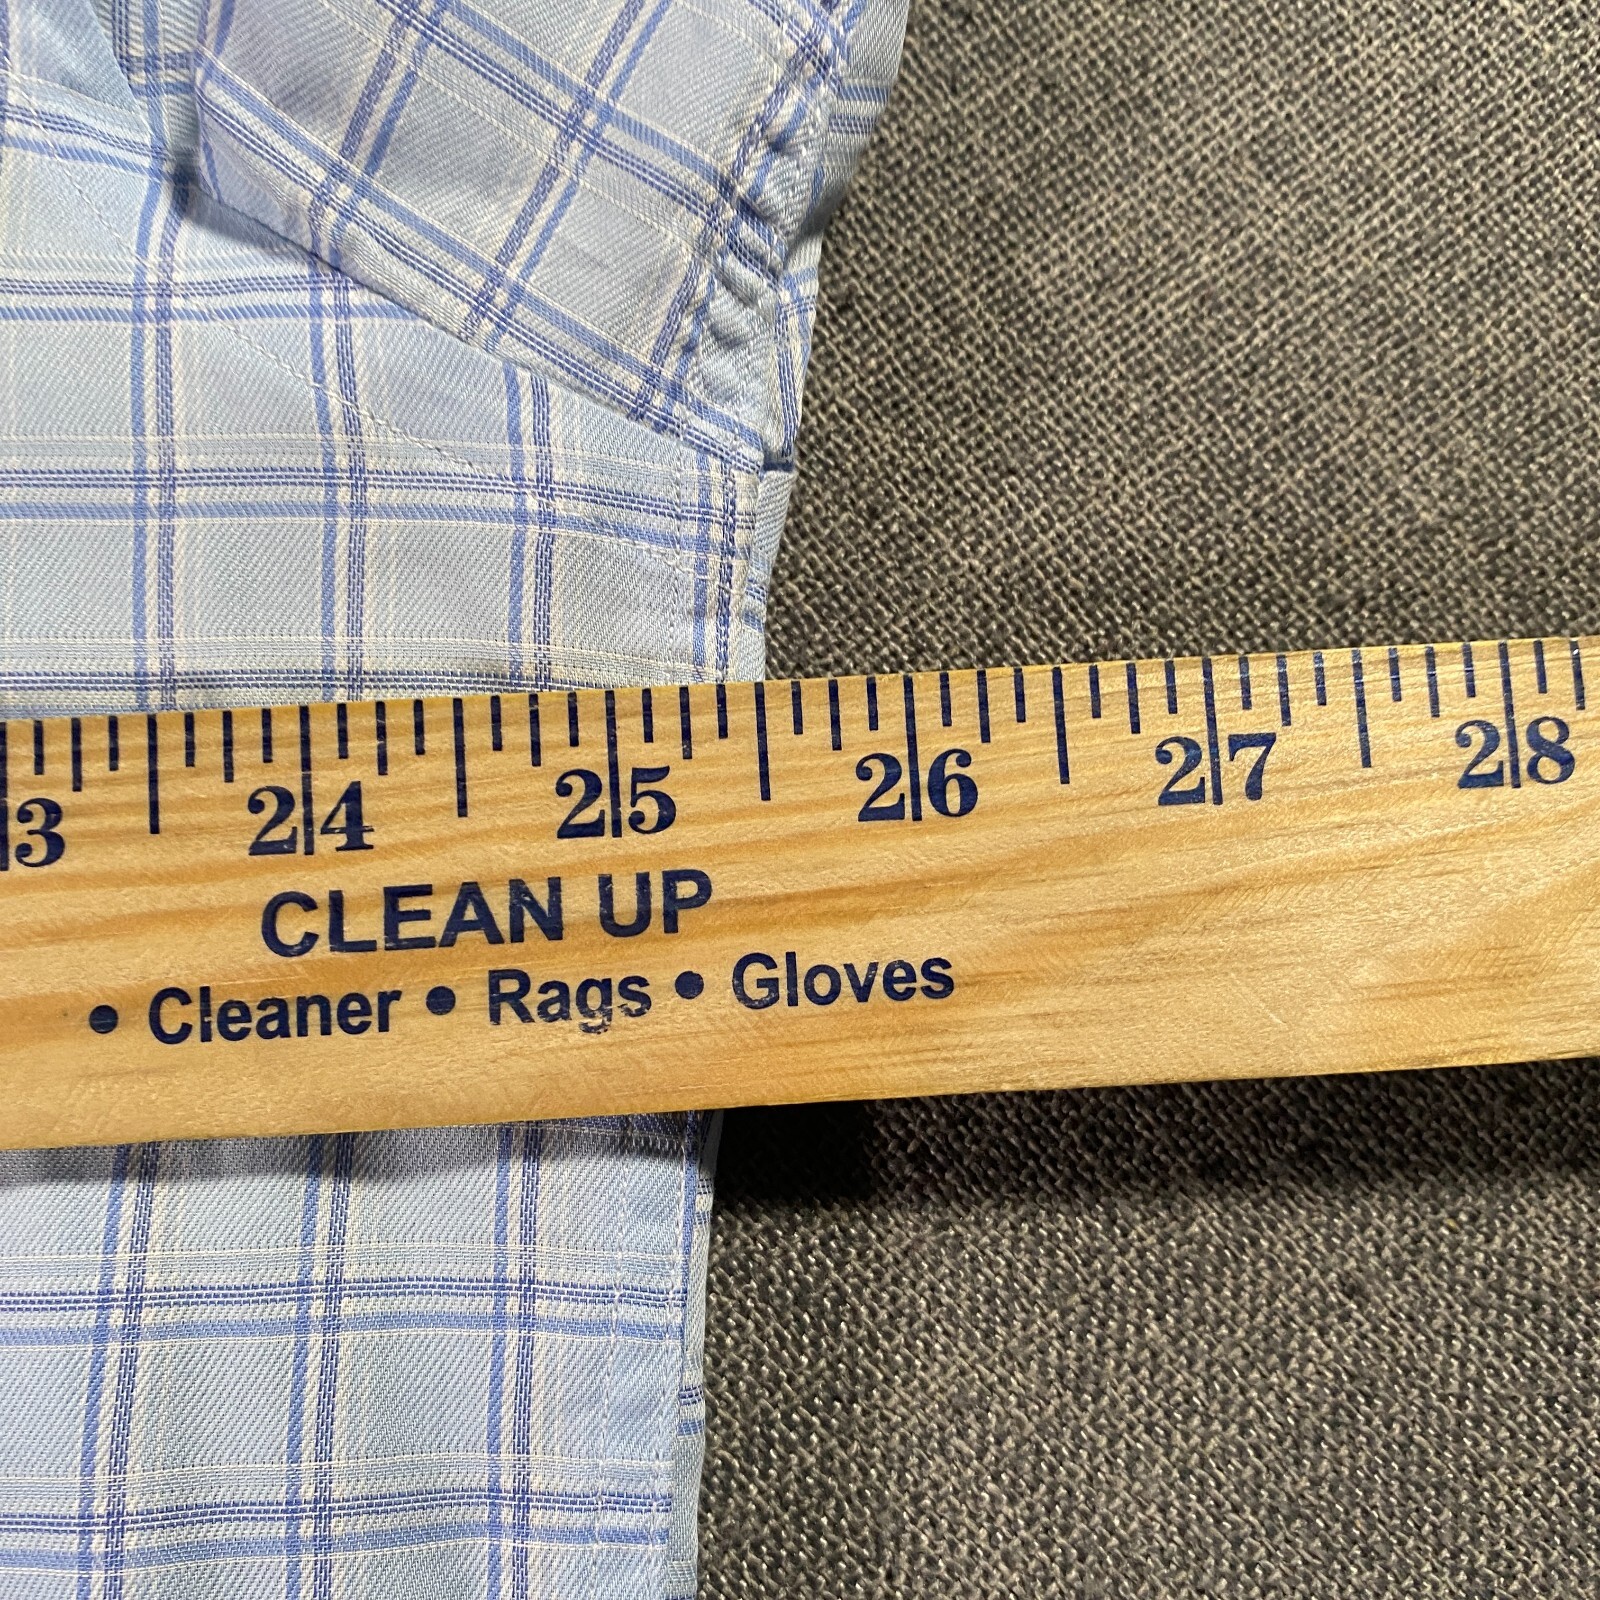 3 24 25 26 27 28
CLEAN UP
• Cleaner • Rags • Gloves